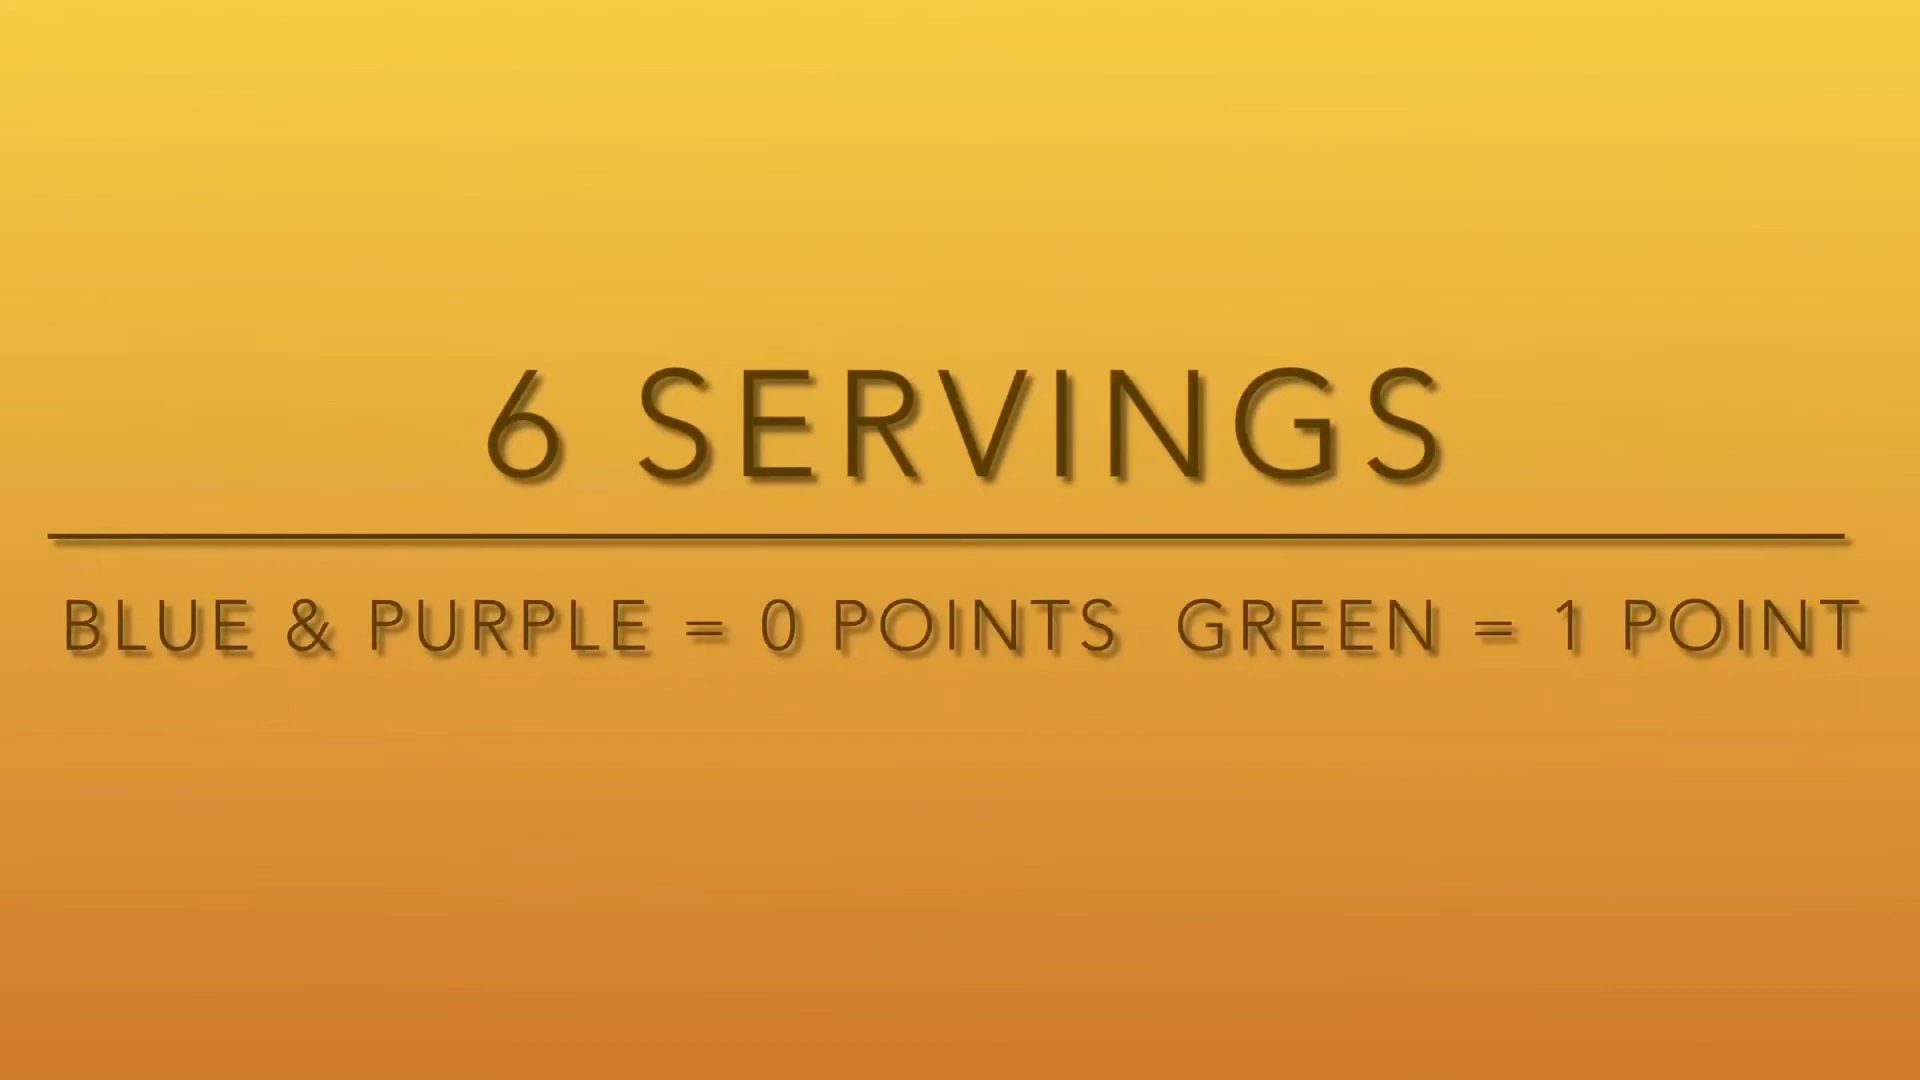 6 SERVINGS
BLUE & PURPLE = 0 POINTS GREEN = 1 POINT